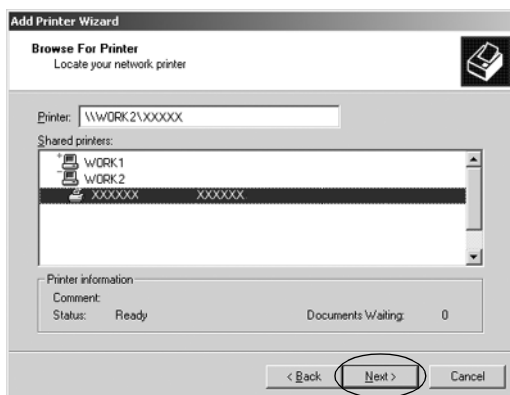 Add Printer Wizard
Browse For Printer
Locate your network printer
Printer: \\WORK2\XXXXX
Shared printers:
WORK1
WORK2
XXXXXX XXXXXX
Printer information
Comment:
Status: Ready Documents Waiting: 0
< Back Next > Cancel